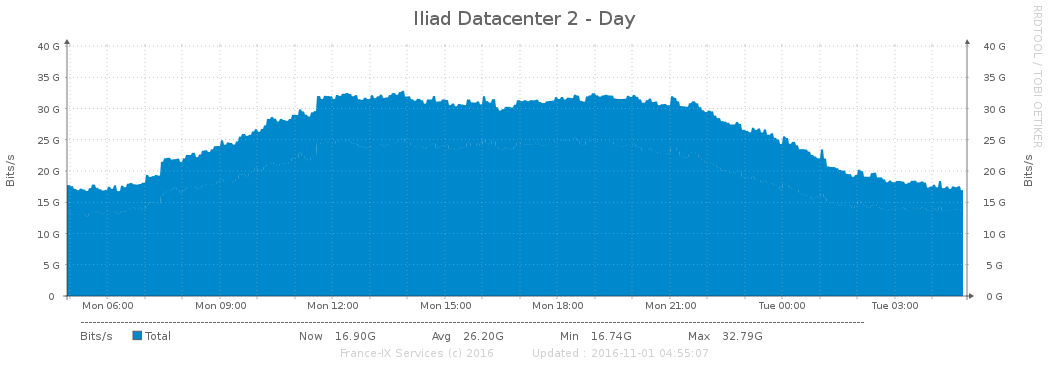 Iliad Datacenter 2 - Day
RRDTOOL / TOBI OETIKER
Bits/s
40 G
35 G
30 G
25 G
20 G
15 G
10 G
5 G
0
40 G
35 G
30 G
25 G
20 G
15 G
10 G
5 G
0 G
Bits/s
Mon 06:00 Mon 09:00 Mon 12:00 Mon 15:00 Mon 18:00 Mon 21:00 Tue 00:00 Tue 03:00
Bits/s Total Now 16.90G Avg 26.20G Min 16.74G Max 32.79G
France-IX Services (c) 2016 Updated : 2016-11-01 04:55:07